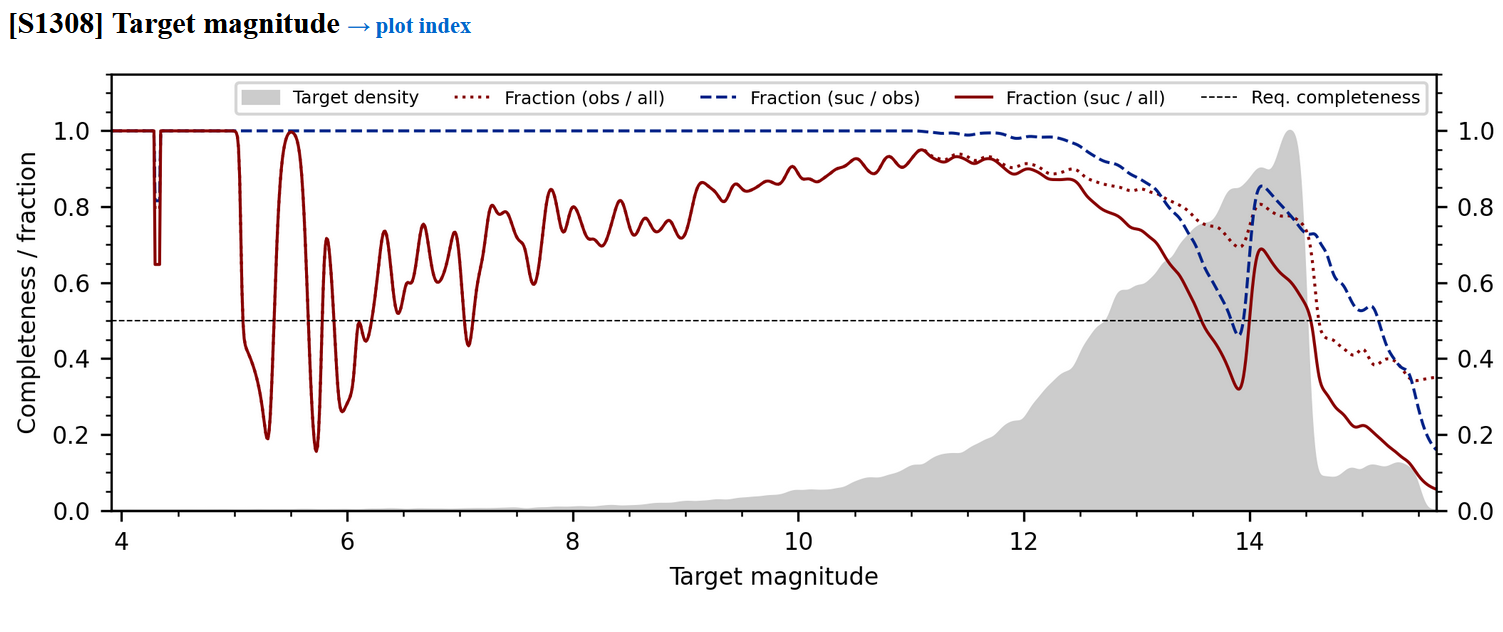 [S1308] Target magnitude → plot index
Target density Fraction (obs / all) Fraction (suc / obs) Fraction (suc / all) Req. completeness
1.0 1.0
0.8 0.8
0.6 0.6
0.4 0.4
0.2 0.2
0.0 0.0
Completeness / fraction
4 6 8 10 12 14
Target magnitude